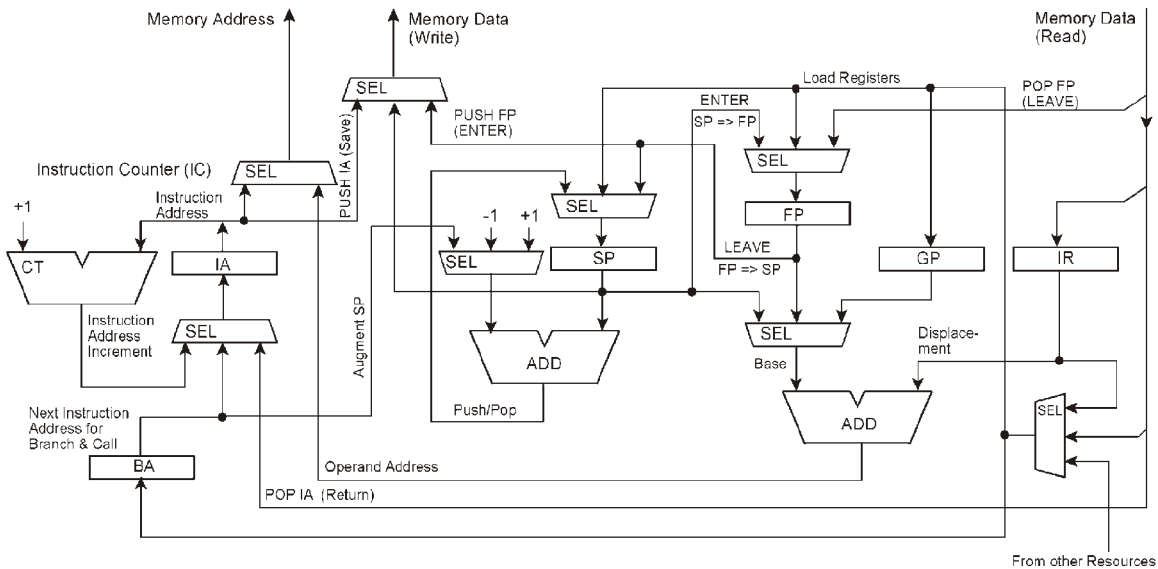 Memory Address
Memory Data
(Write)
Memory Data
(Read)
SEL
Load Registers
POP FP
(LEAVE)
ENTER
SP => FP
PUSH FP
(ENTER)
PUSH IA (Save)
SEL
Instruction Counter (IC)
SEL
Instruction
Address
+1
SEL
-1
+1
FP
CT
IA
SEL
SP
LEAVE
FP => SP
GP
IR
Instruction
Address
Increment
SEL
Augment SP
ADD
SEL
Displace-
ment
Base
Push/Pop
ADD
SEL
Next Instruction
Address for
Branch & Call
BA
Operand Address
POP IA (Return)
From other Resources